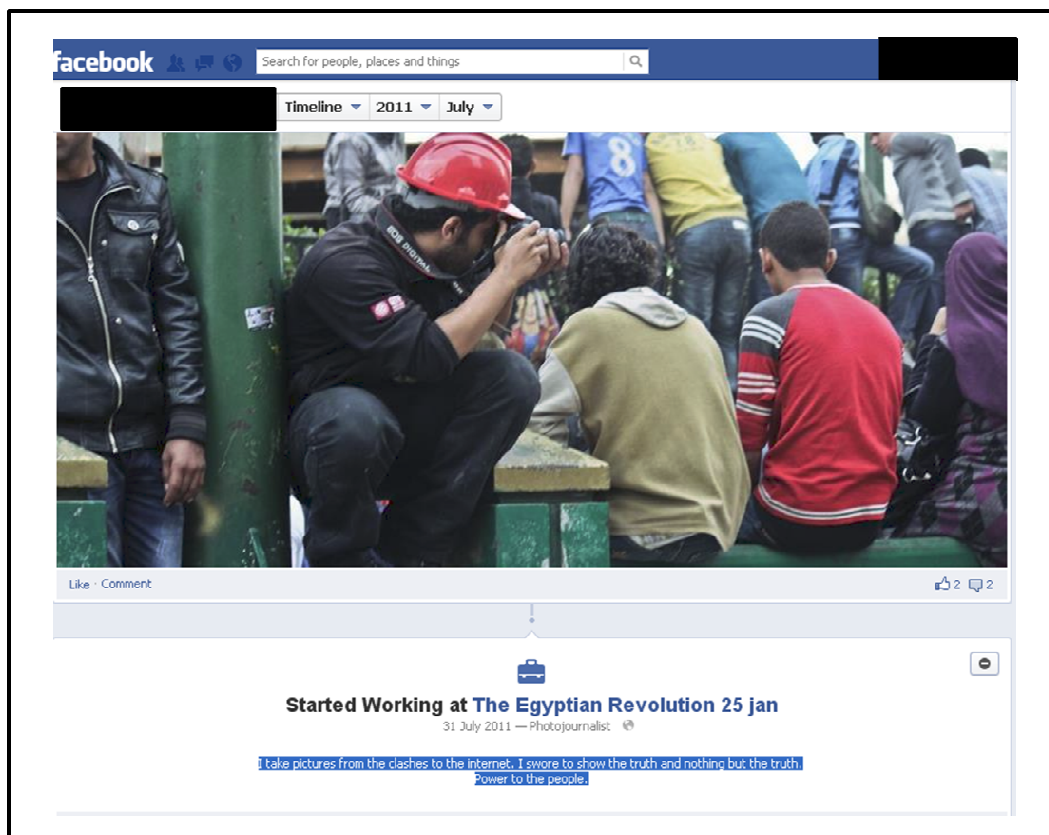 facebook
Search for people, places and things
Timeline 2011 July
8
EOS DIGITAL
Like · Comment
2 2
Started Working at The Egyptian Revolution 25 jan
31 July 2011 — Photojournalist
I take pictures from the clashes to the internet. I swore to show the truth and nothing but the truth.
Power to the people.